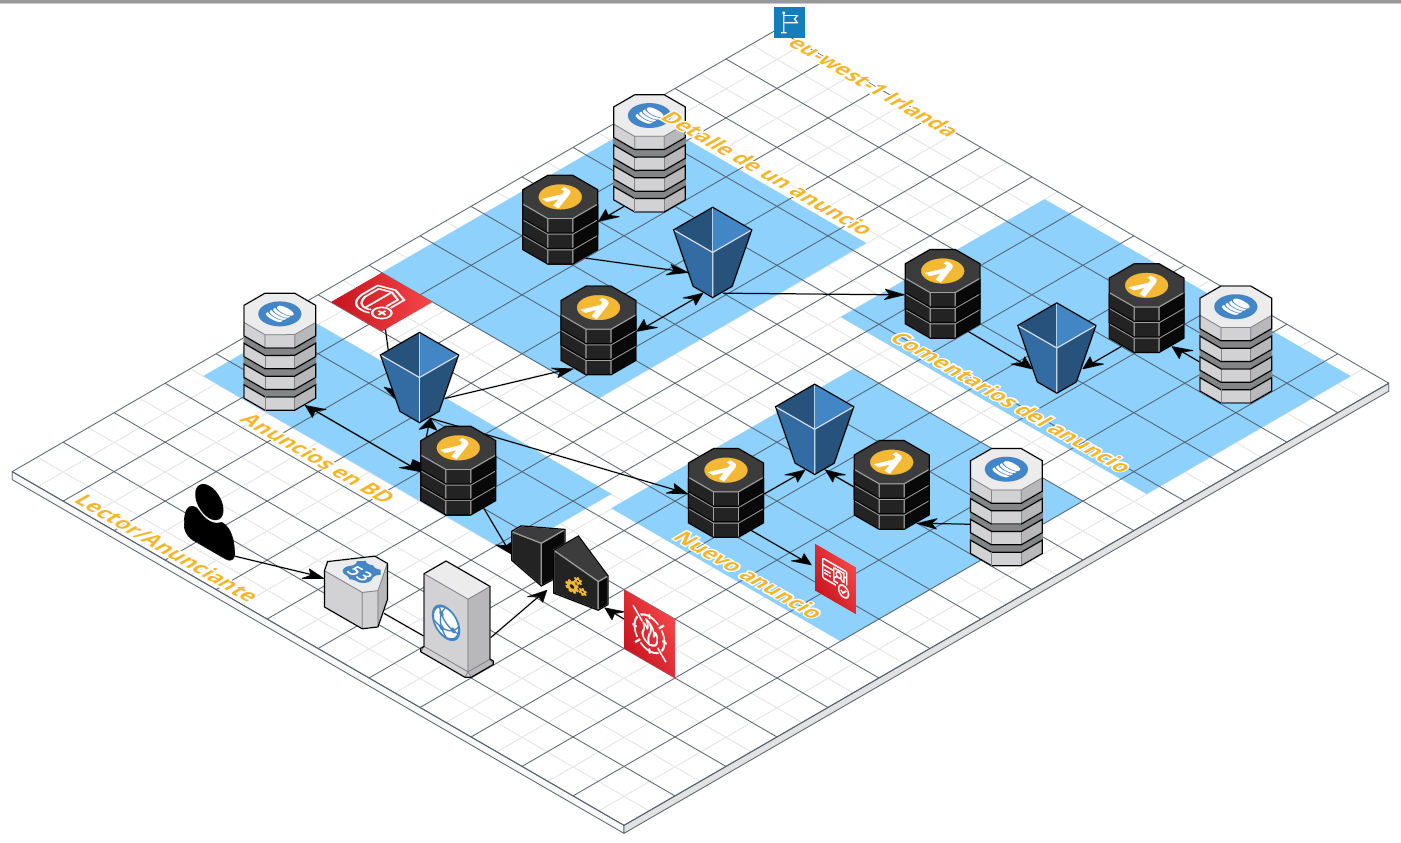 eu-west-1 Irlanda
Detalle de un anuncio
Comentarios del anuncio
Anuncios en BD
Nuevo anuncio
Lector/Anunciante
53